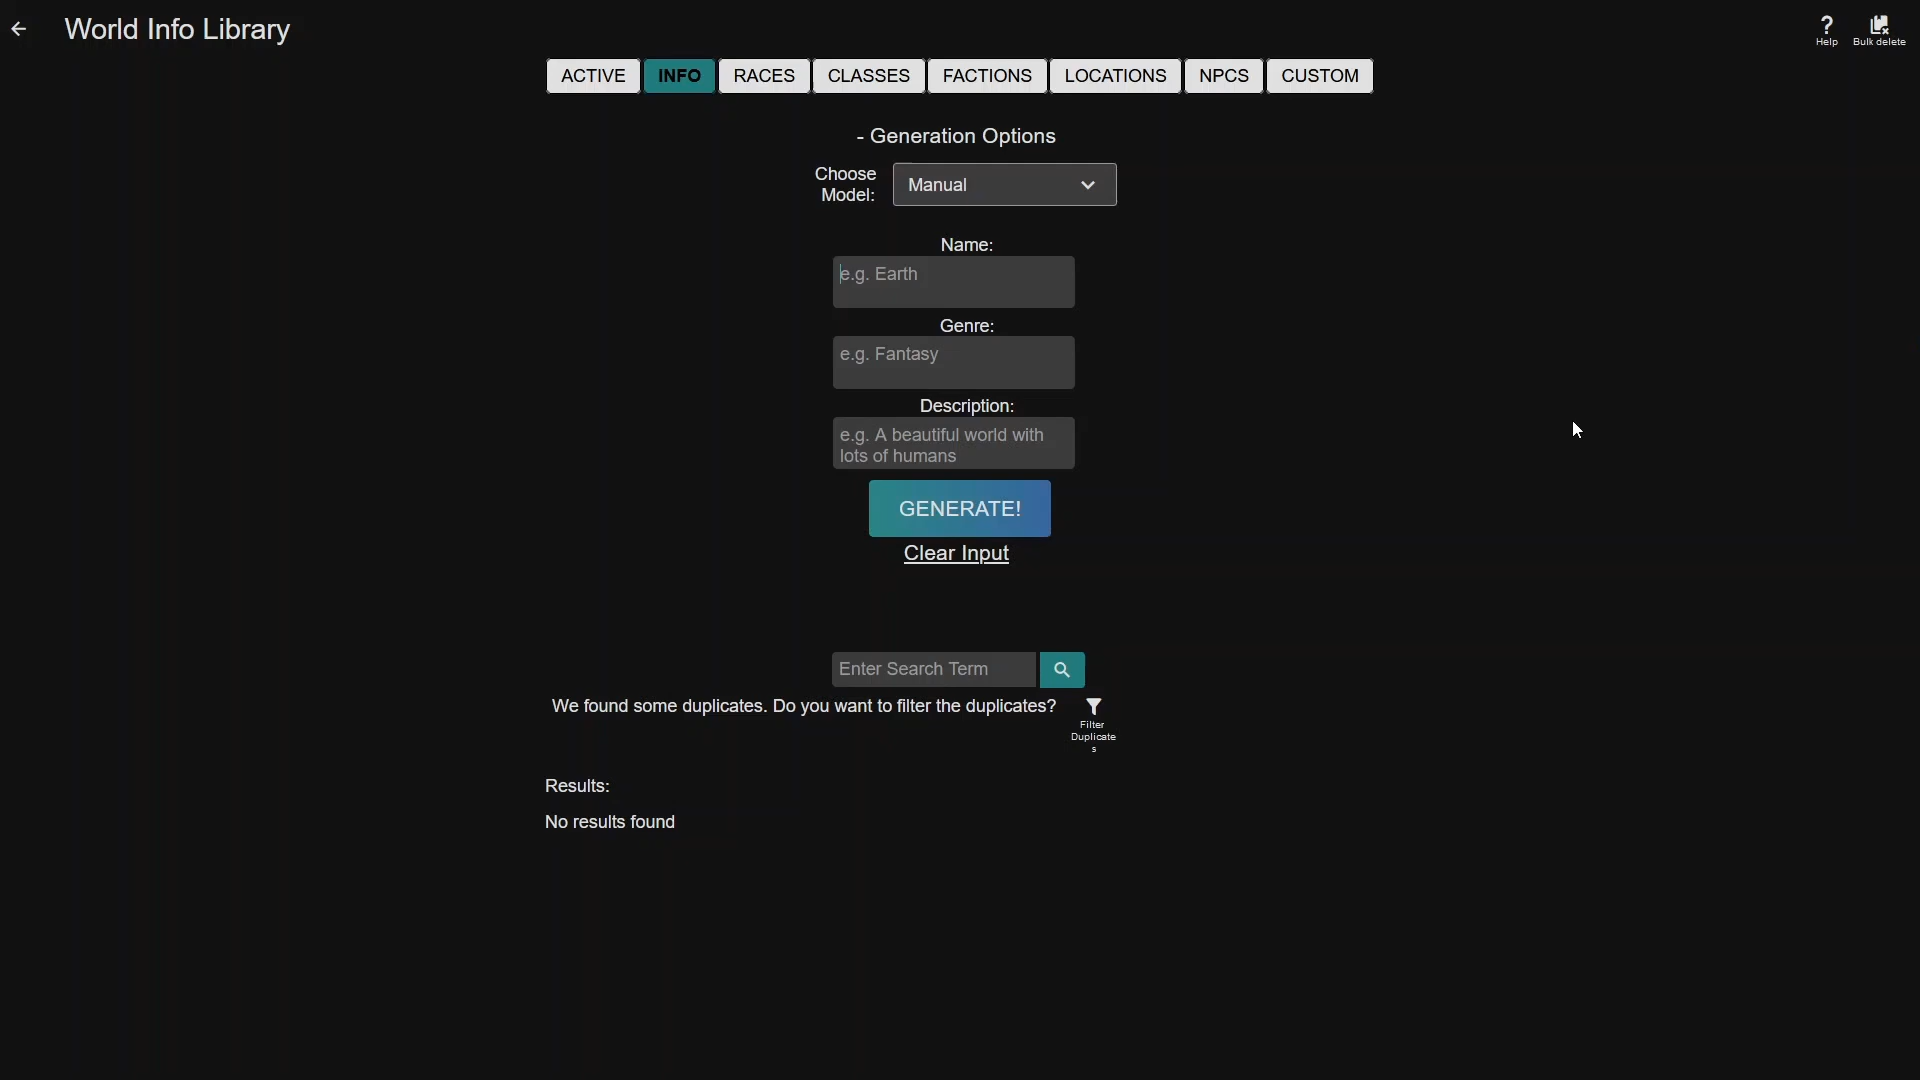 World Info Library
?
Help
Bulk delete
ACTIVE
INFO
RACES
CLASSES
FACTIONS
LOCATIONS
NPCS
CUSTOM
- Generation Options
Choose
Model:
Manual
Name:
e.g. Earth
Genre:
e.g. Fantasy
Description:
e.g. A beautiful world with
lots of humans
GENERATE!
Clear Input
Enter Search Term
We found some duplicates. Do you want to filter the duplicates?
Filter
Duplicate
s
Results:
No results found